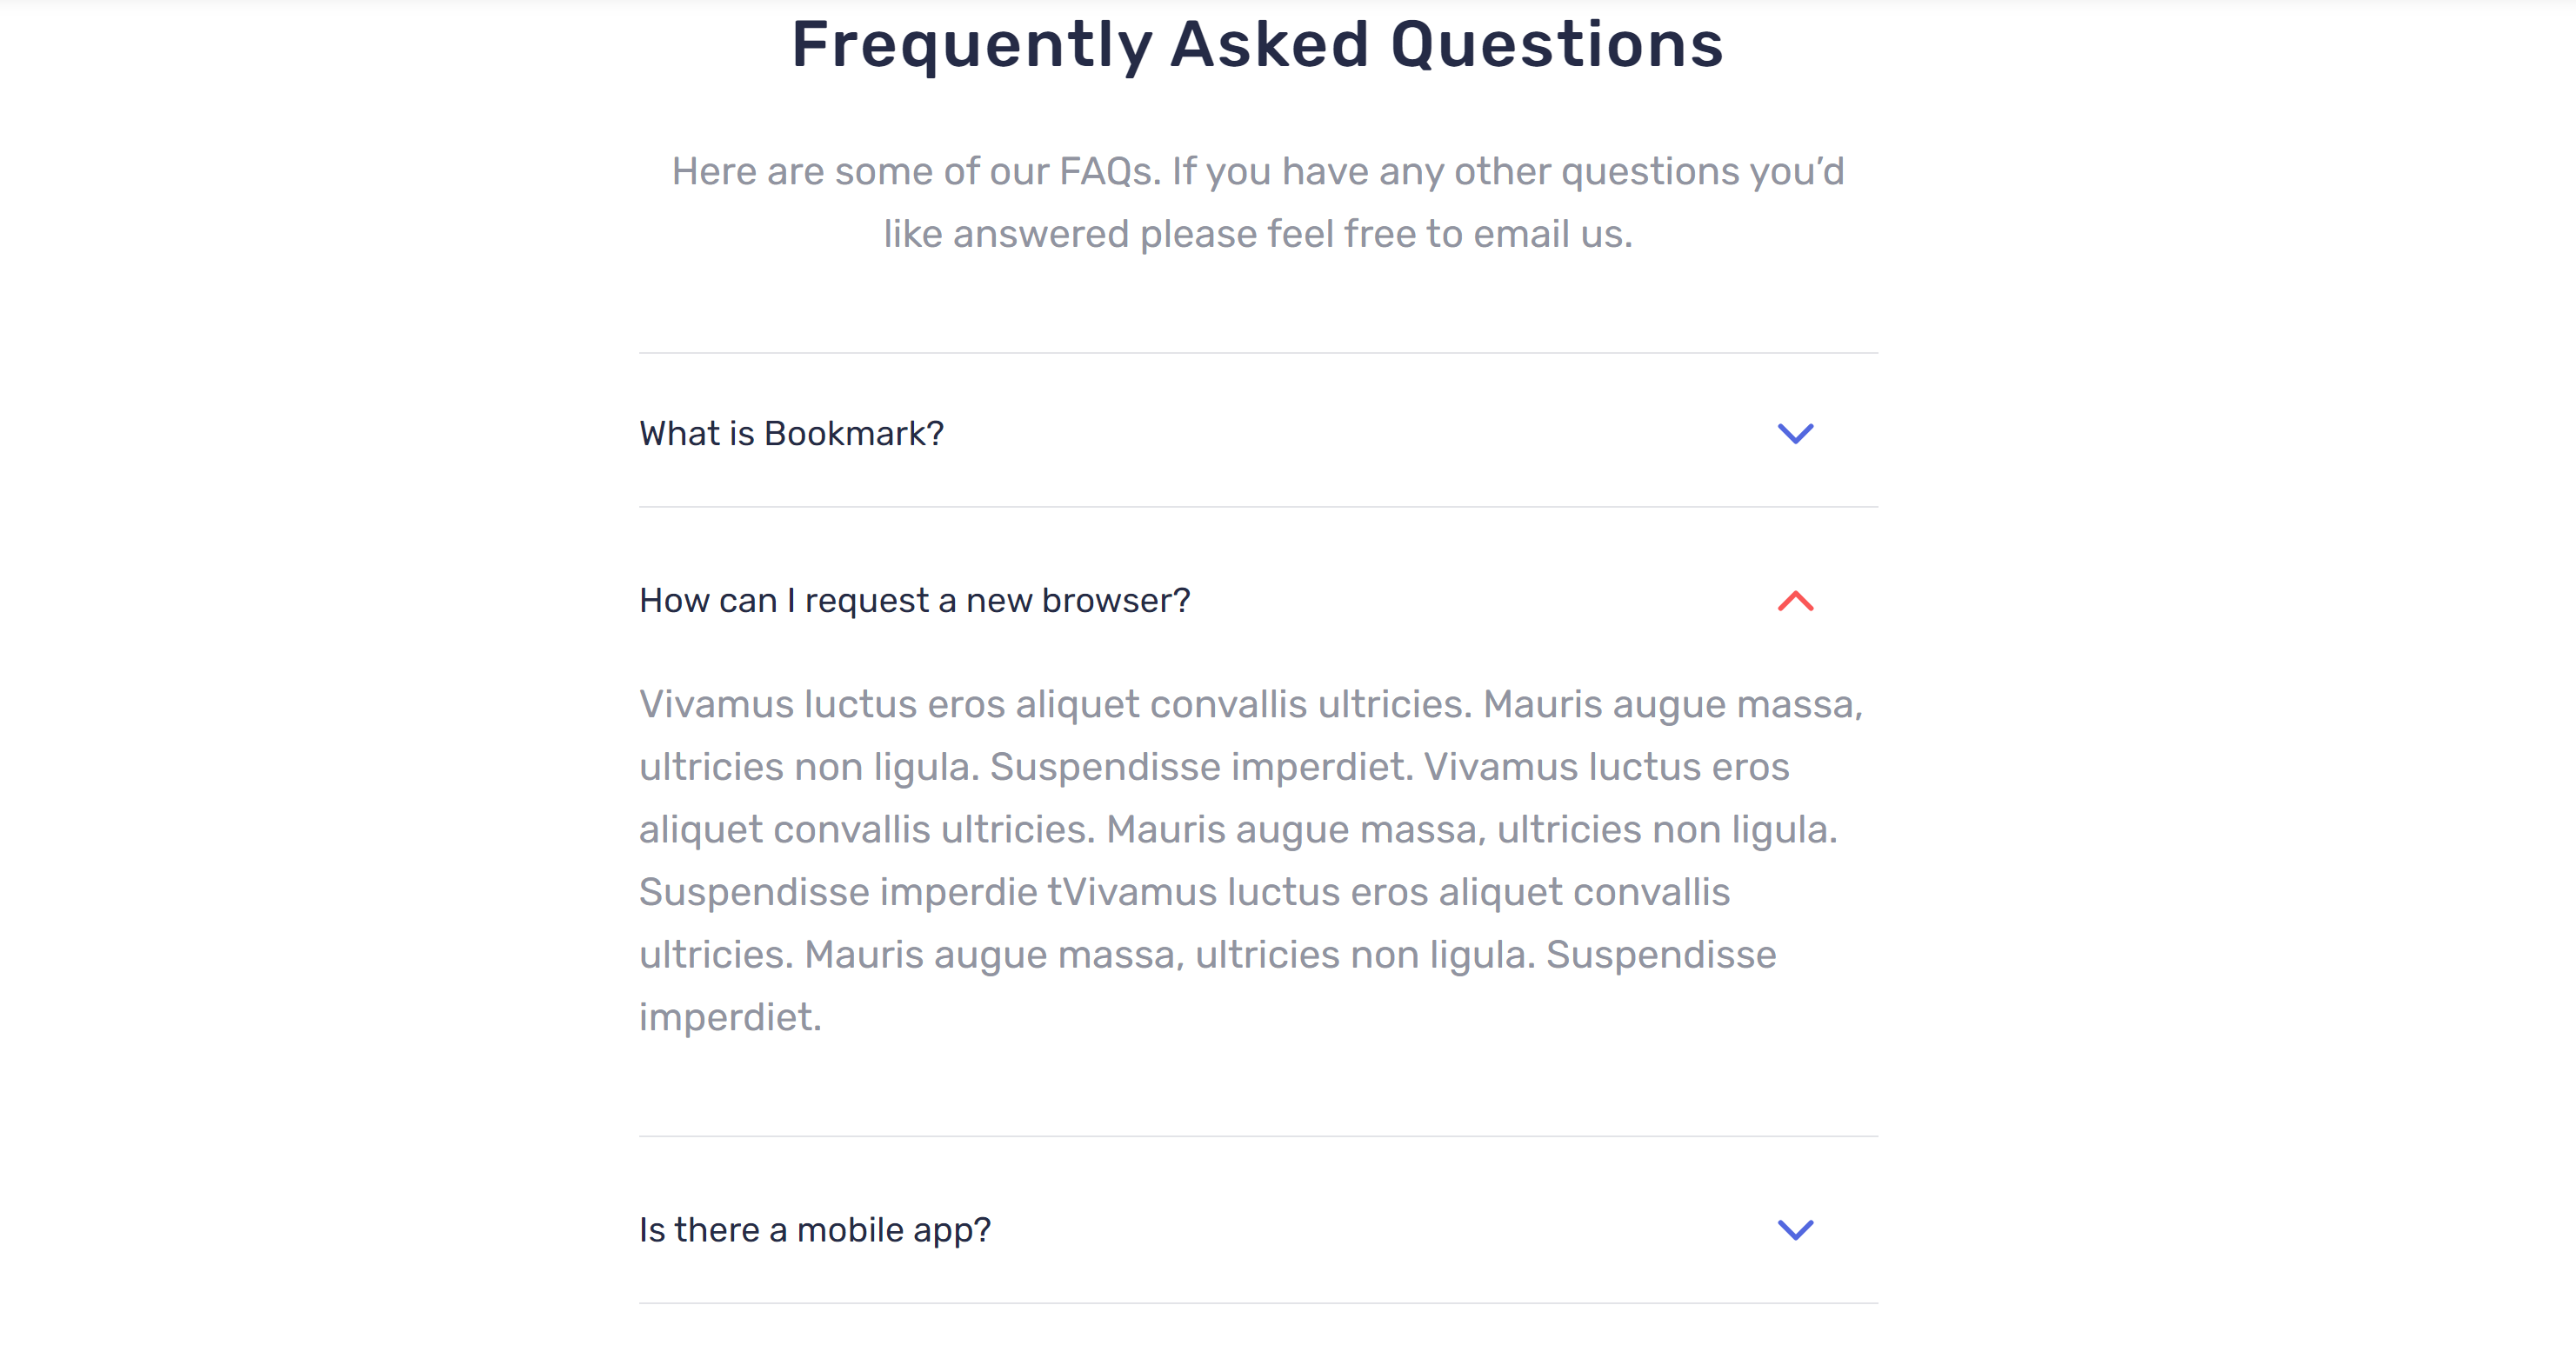 Frequently Asked Questions
Here are some of our FAQs. If you have any other questions you’d
like answered please feel free to email us.
What is Bookmark?
How can I request a new browser?
Vivamus luctus eros aliquet convallis ultricies. Mauris augue massa,
ultricies non ligula. Suspendisse imperdiet. Vivamus luctus eros
aliquet convallis ultricies. Mauris augue massa, ultricies non ligula.
Suspendisse imperdie tVivamus luctus eros aliquet convallis
ultricies. Mauris augue massa, ultricies non ligula. Suspendisse
imperdiet.
Is there a mobile app?